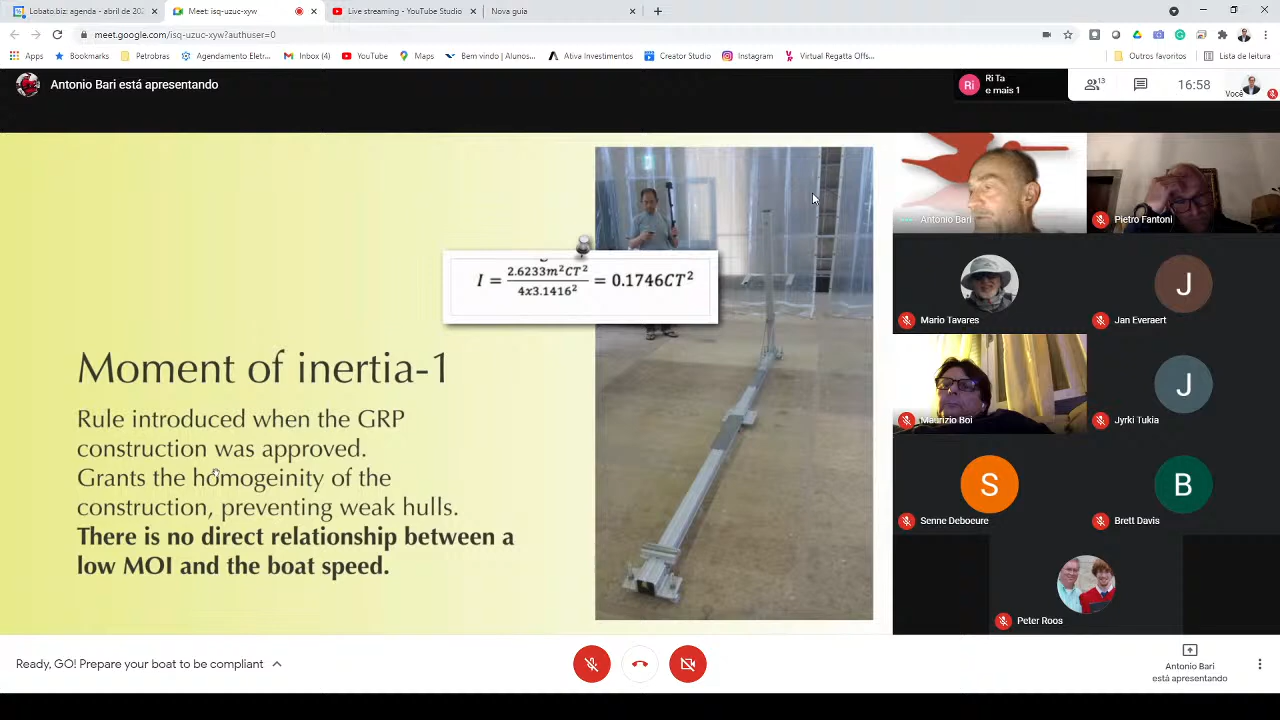 Lobato.biz: agenda - abril de 202
Meet: isq-uzuc-xyw
Live streaming - YouTube Studio
Nova guia
meet.google.com/isq-uzuc-xyw?authuser=0
Apps
Bookmarks
Petrobras
Agendamento Eletr...
Inbox (4)
YouTube
Maps
Bem vindo | Alunos...
Ativa Investimentos
Creator Studio
Instagram
Virtual Regatta Offs...
Outros favoritos
Lista de leitura
Antonio Bari está apresentando
Ri
Ri Ta
e mais 1
13
16:58
Você
I = 2.6233m²CT² / 4x3.1416² = 0.1746CT²
Moment of inertia-1
Rule introduced when the GRP
construction was approved.
Grants the homogeinity of the
construction, preventing weak hulls.
There is no direct relationship between a
low MOI and the boat speed.
Antonio Bari
Pietro Fantoni
Mario Tavares
J
Jan Everaert
Maurizio Boi
J
Jyrki Tukia
S
Senne Deboeure
B
Brett Davis
Peter Roos
Ready, GO! Prepare your boat to be compliant
Antonio Bari
está apresentando